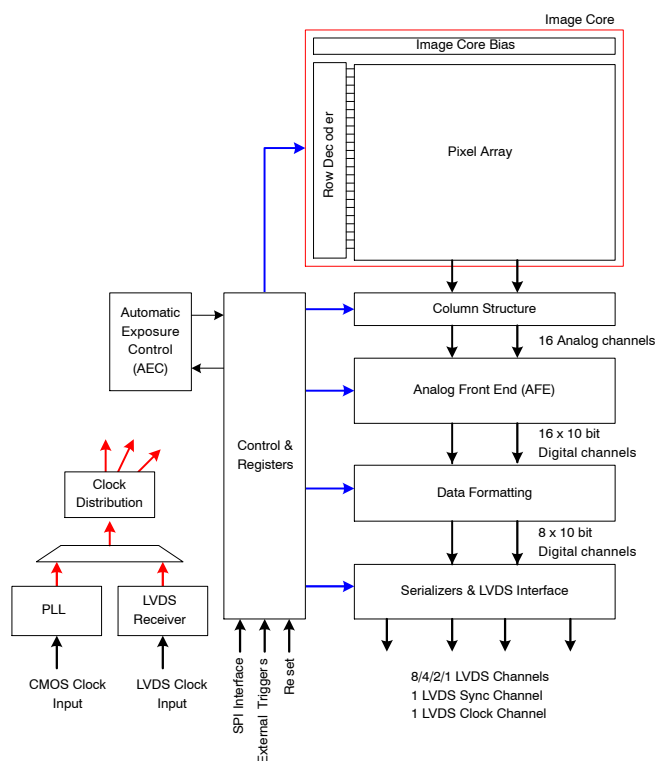 Image Core
Image Core Bias
Row Decoder
Pixel Array
Column Structure
16 Analog channels
Automatic
Exposure
Control
(AEC)
Analog Front End (AFE)
Control &
Registers
16 x 10 bit
Digital channels
Clock
Distribution
Data Formatting
8 x 10 bit
Digital channels
PLL
LVDS
Receiver
Serializers & LVDS Interface
CMOS Clock
Input
LVDS Clock
Input
SPI Interface
External Triggers
Reset
8/4/2/1 LVDS Channels
1 LVDS Sync Channel
1 LVDS Clock Channel